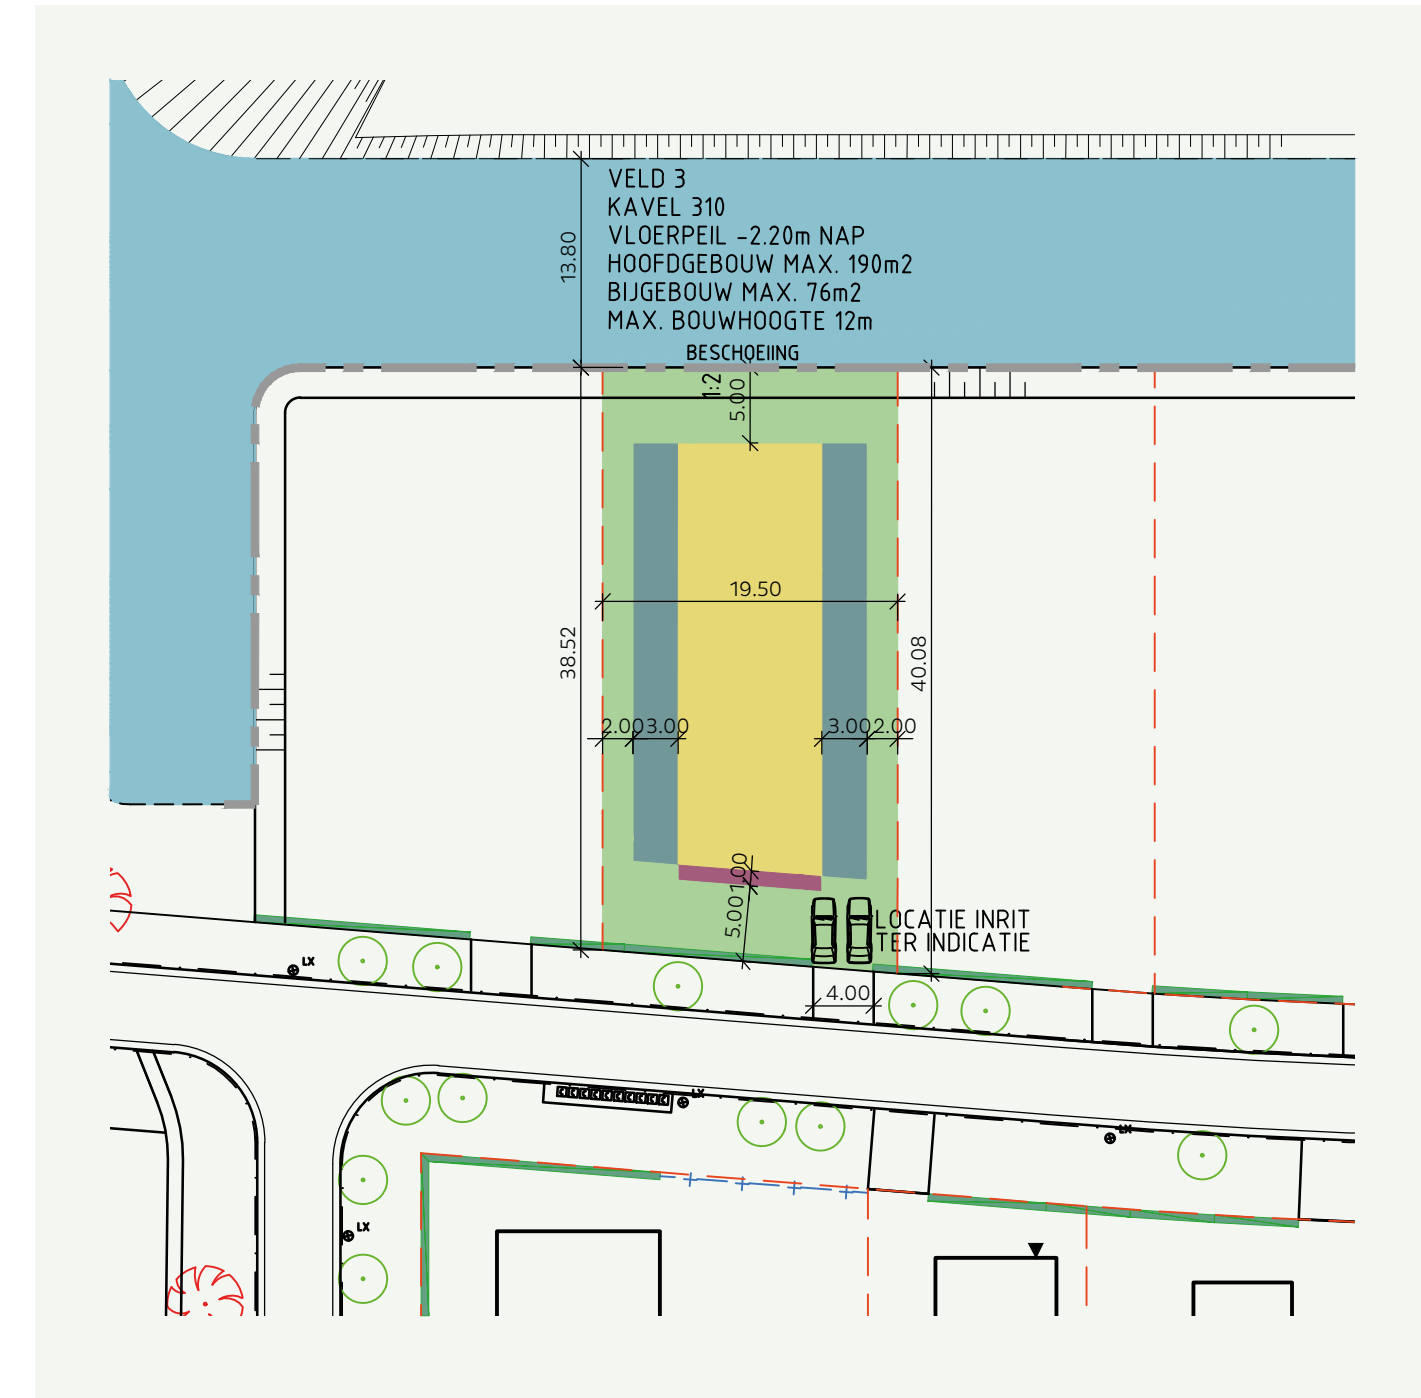 VELD 3
KAVEL 310
VLOERPEIL -2.20m NAP
HOOFDGEBOUW MAX. 190m2
BIJGEBOUW MAX. 76m2
MAX. BOUWHOOGTE 12m
13.80
BESCHOEIING
1:2
5.00
19.50
38.52
40.08
2.00
3.00
3.00
2.00
1.00
5.00
LOCATIE INRIT
TER INDICATIE
LX
4.00
LX
LX
LX